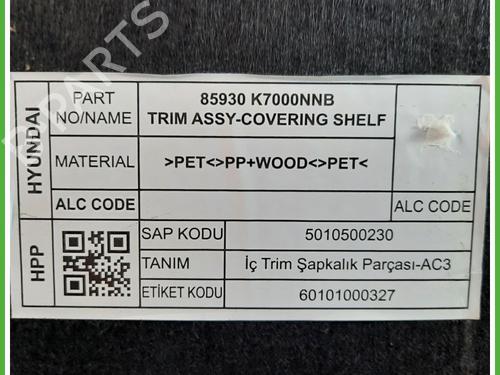 B-PARTS
HYUNDAI
PART NO/NAME
85930 K7000NNB
TRIM ASSY-COVERING SHELF
MATERIAL
>PET<>PP+WOOD<>PET<
ALC CODE
ALC CODE
HPP
SAP KODU
5010500230
TANIM
İç Trim Şapkalık Parçası-AC3
ETİKET KODU
60101000327